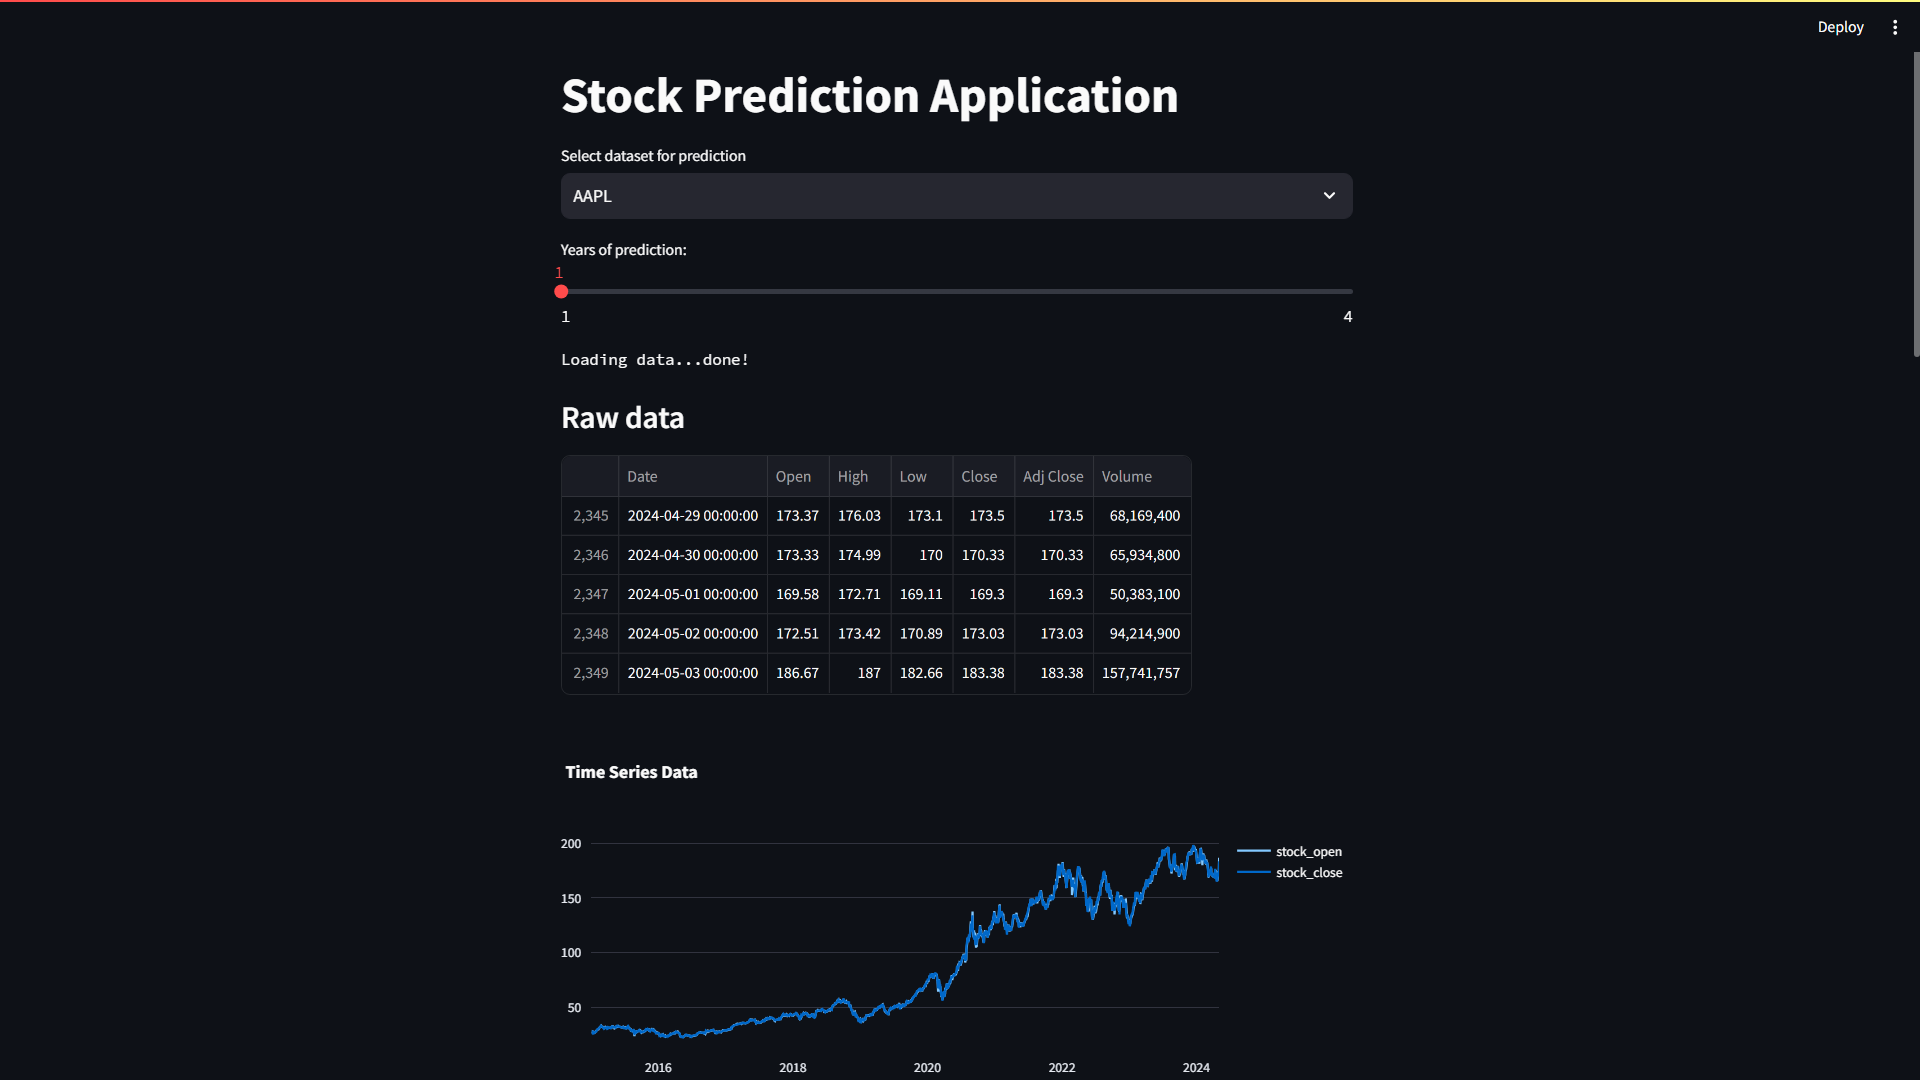 Deploy
Stock Prediction Application
Select dataset for prediction
AAPL
Years of prediction:
1
1 4
Loading data...done!
Raw data
Date Open High Low Close Adj Close Volume
2,345 2024-04-29 00:00:00 173.37 176.03 173.1 173.5 173.5 68,169,400
2,346 2024-04-30 00:00:00 173.33 174.99 170 170.33 170.33 65,934,800
2,347 2024-05-01 00:00:00 169.58 172.71 169.11 169.3 169.3 50,383,100
2,348 2024-05-02 00:00:00 172.51 173.42 170.89 173.03 173.03 94,214,900
2,349 2024-05-03 00:00:00 186.67 187 182.66 183.38 183.38 157,741,757
Time Series Data
200
150
100
50
stock_open
stock_close
2016 2018 2020 2022 2024